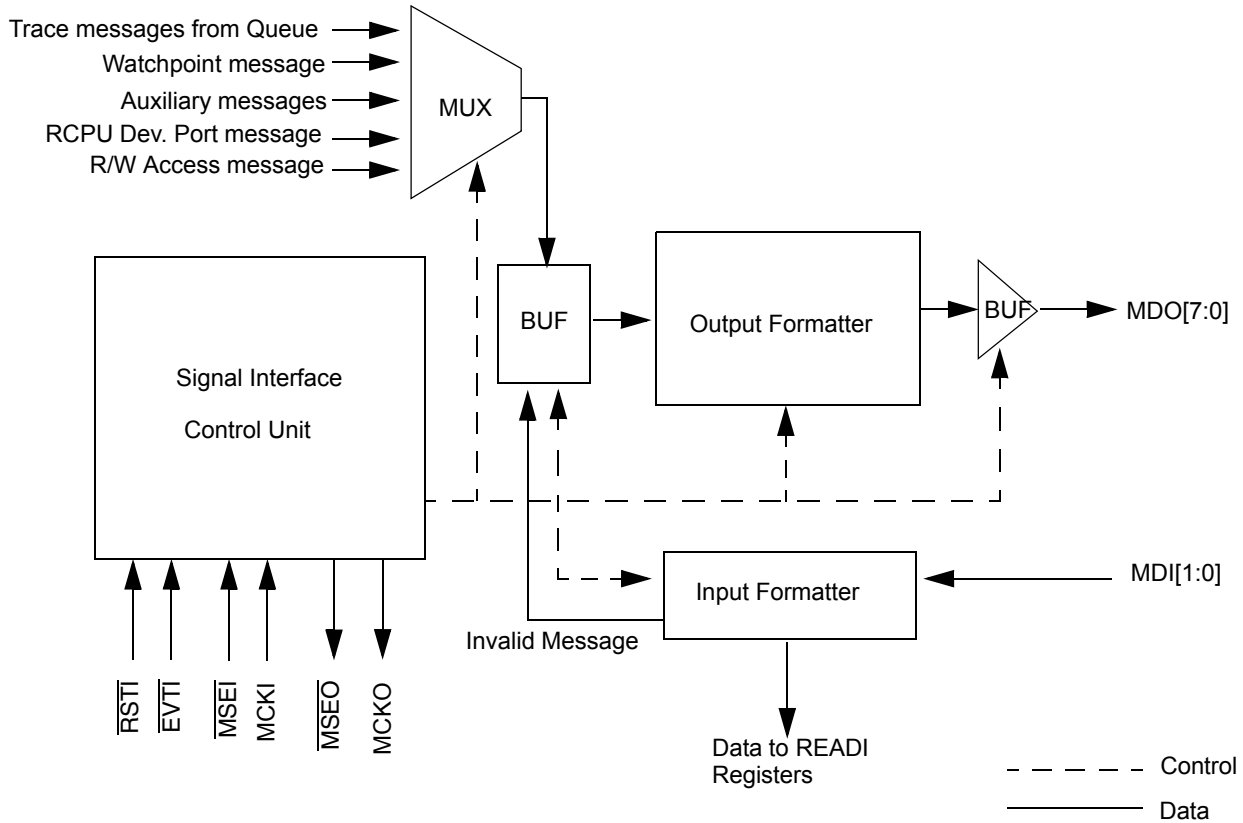 Trace messages from Queue
Watchpoint message
Auxiliary messages
RCPU Dev. Port message
R/W Access message
MUX
BUF
Output Formatter
BUF
MDO[7:0]
Signal Interface
Control Unit
Input Formatter
MDI[1:0]
Invalid Message
RSTI
EVTI
MSEI
MCKI
MSEO
MCKO
Data to READI
Registers
Control
Data